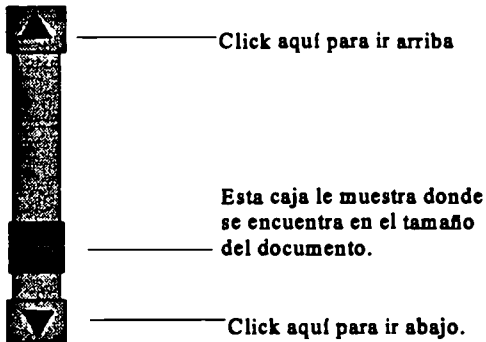 Click aquí para ir arriba
Esta caja le muestra donde
se encuentra en el tamaño
del documento.
Click aquí para ir abajo.